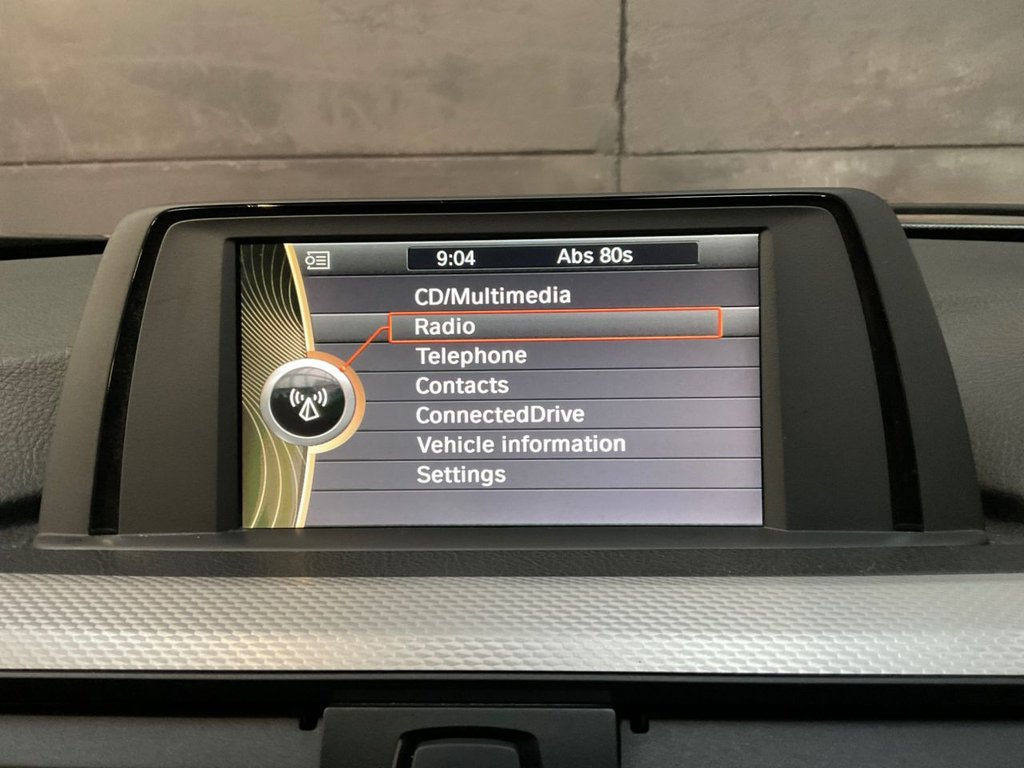 9:04 Abs 80s
CD/Multimedia
Radio
Telephone
Contacts
ConnectedDrive
Vehicle information
Settings